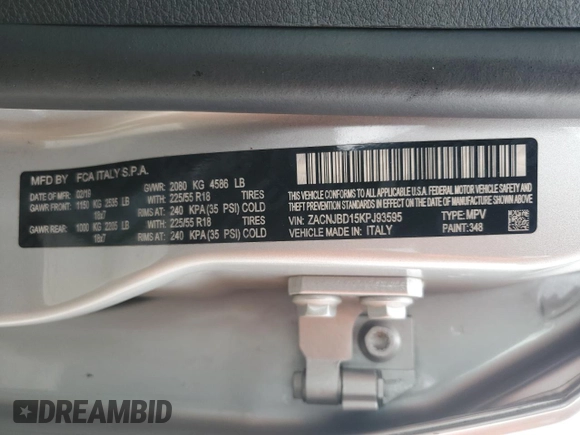 MFD BY FCA ITALY S.P.A.
MFD: 02/19 GVWR: 2080 KG 4586 LB
GAWR FRONT: 1150 KG 2535 LB WITH 225/55 R18 TIRES
18x7 RIMS AT: 240 KPA (35 PSI) COLD
GAWR REAR: 1000 KG 2205 LB WITH 225/55 R18 TIRES
18x7 RIMS AT: 240 KPA (35 PSI) COLD
THIS VEHICLE CONFORMS TO ALL APPLICABLE U.S.A. FEDERAL MOTOR VEHICLE SAFETY, BUMPER AND
THEFT PREVENTION STANDARDS IN EFFECT ON THE DATE OF MANUFACTURE SHOWN ABOVE
VIN: ZACNJBD15KPJ93595 TYPE: MPV
VEHICLE MADE IN: ITALY PAINT: 348
DREAMBID